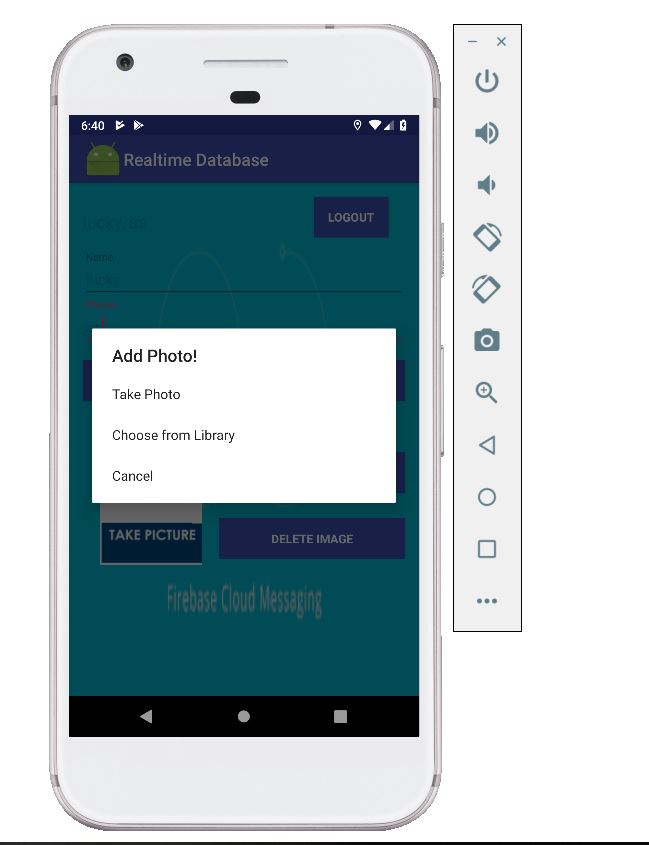 6:40
Realtime Database
lucky, aa
LOGOUT
Name
lucky
Phone
Add Photo!
Take Photo
Choose from Library
Cancel
TAKE PICTURE
DELETE IMAGE
Firebase Cloud Messaging